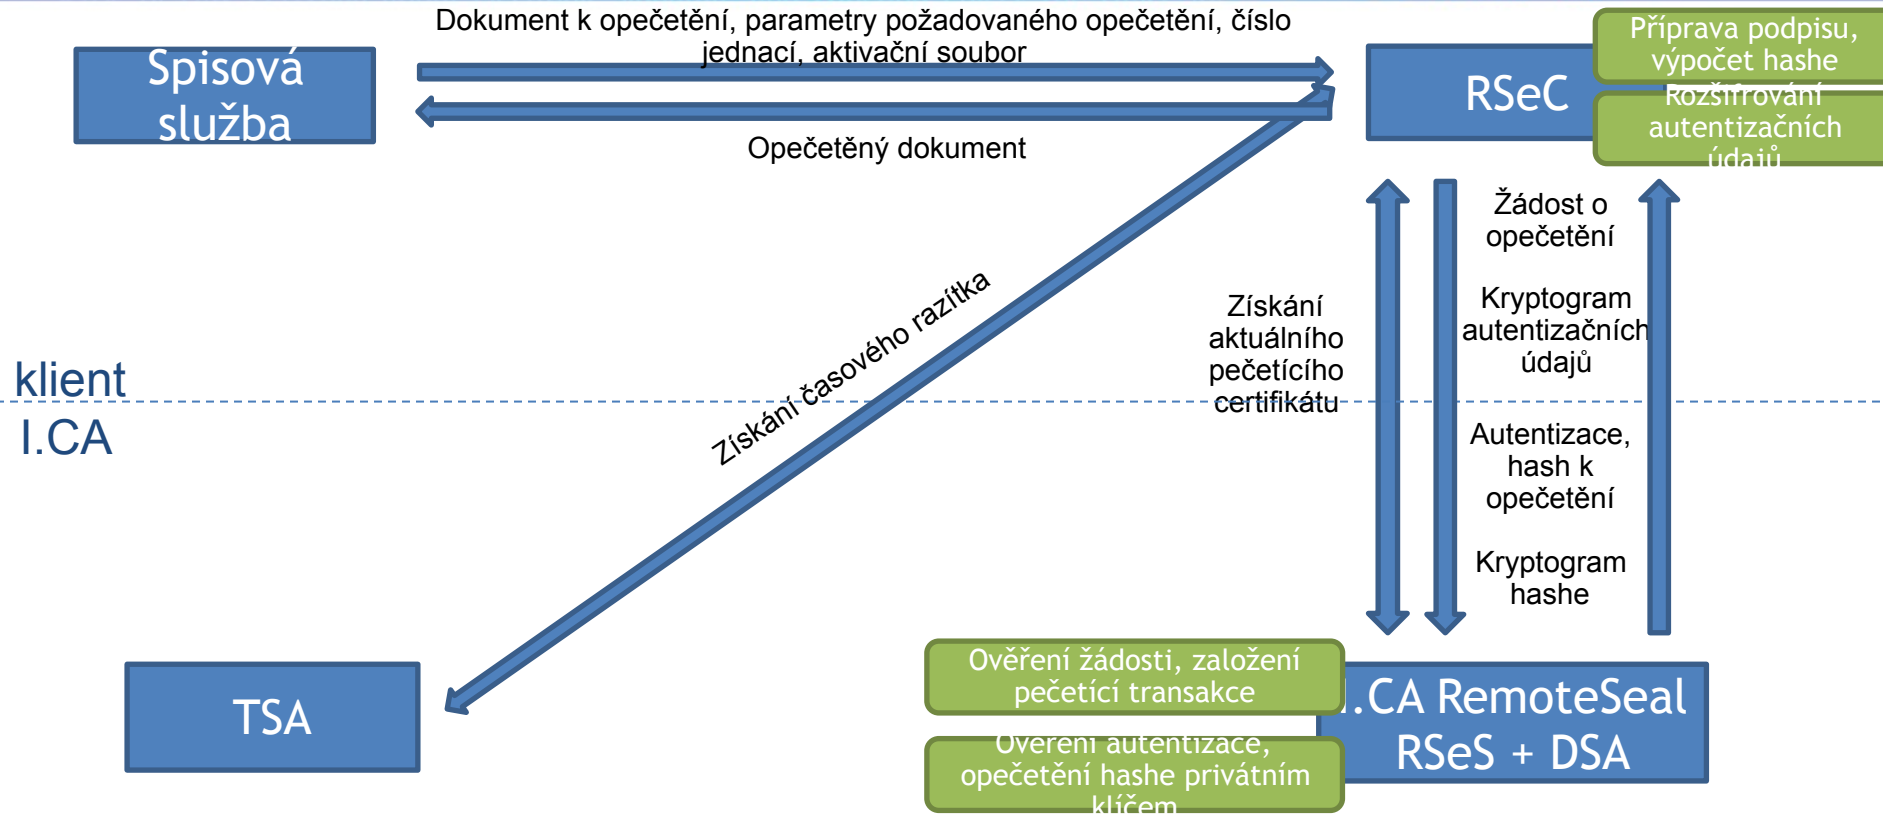 Dokument k opečetění, parametry požadovaného opečetění, číslo
jednací, aktivační soubor
Spisová
služba
Opečetěný dokument
RSeC
Příprava podpisu,
výpočet hashe
Rozšifrování
autentizačních
údajů
Žádost o
opečetění
Kryptogram
autentizačních
údajů
Získání
aktuálního
pečetícího
certifikátu
Získání časového razítka
klient
I.CA
Autentizace,
hash k
opečetění
Kryptogram
hashe
TSA
Ověření žádosti, založení
pečetící transakce
Ověření autentizace,
opečetění hashe privátním
klíčem
I.CA RemoteSeal
RSeS + DSA